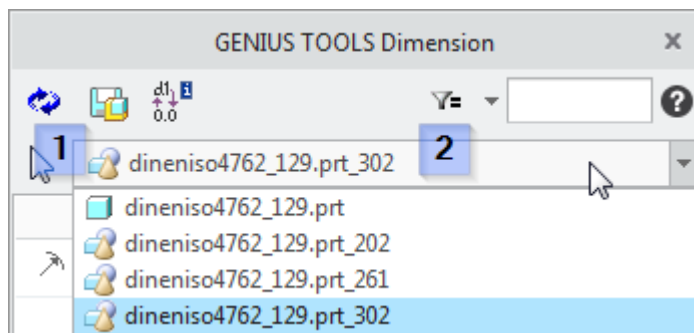 GENIUS TOOLS Dimension
d1 i
0.0
1
dineniso4762_129.prt_302
2
dineniso4762_129.prt
dineniso4762_129.prt_202
dineniso4762_129.prt_261
dineniso4762_129.prt_302